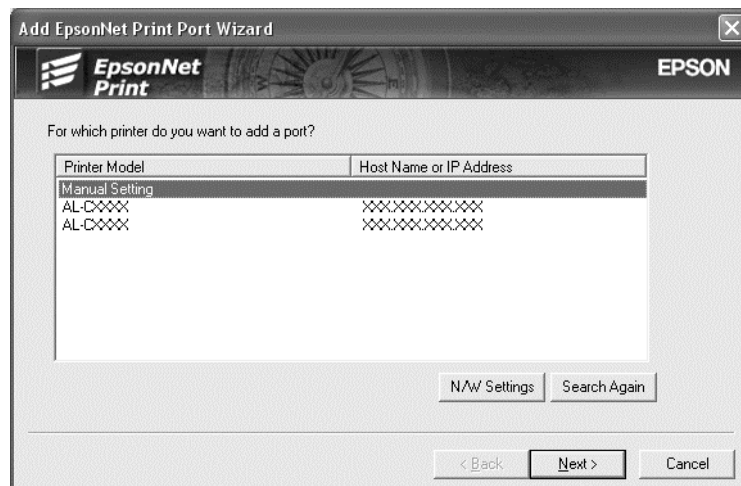 Add EpsonNet Print Port Wizard
EpsonNet
Print
EPSON
For which printer do you want to add a port?
Printer Model Host Name or IP Address
Manual Setting
AL-CXXXX XXX.XXX.XXX.XXX
AL-CXXXX XXX.XXX.XXX.XXX
N/W Settings Search Again
< Back Next > Cancel